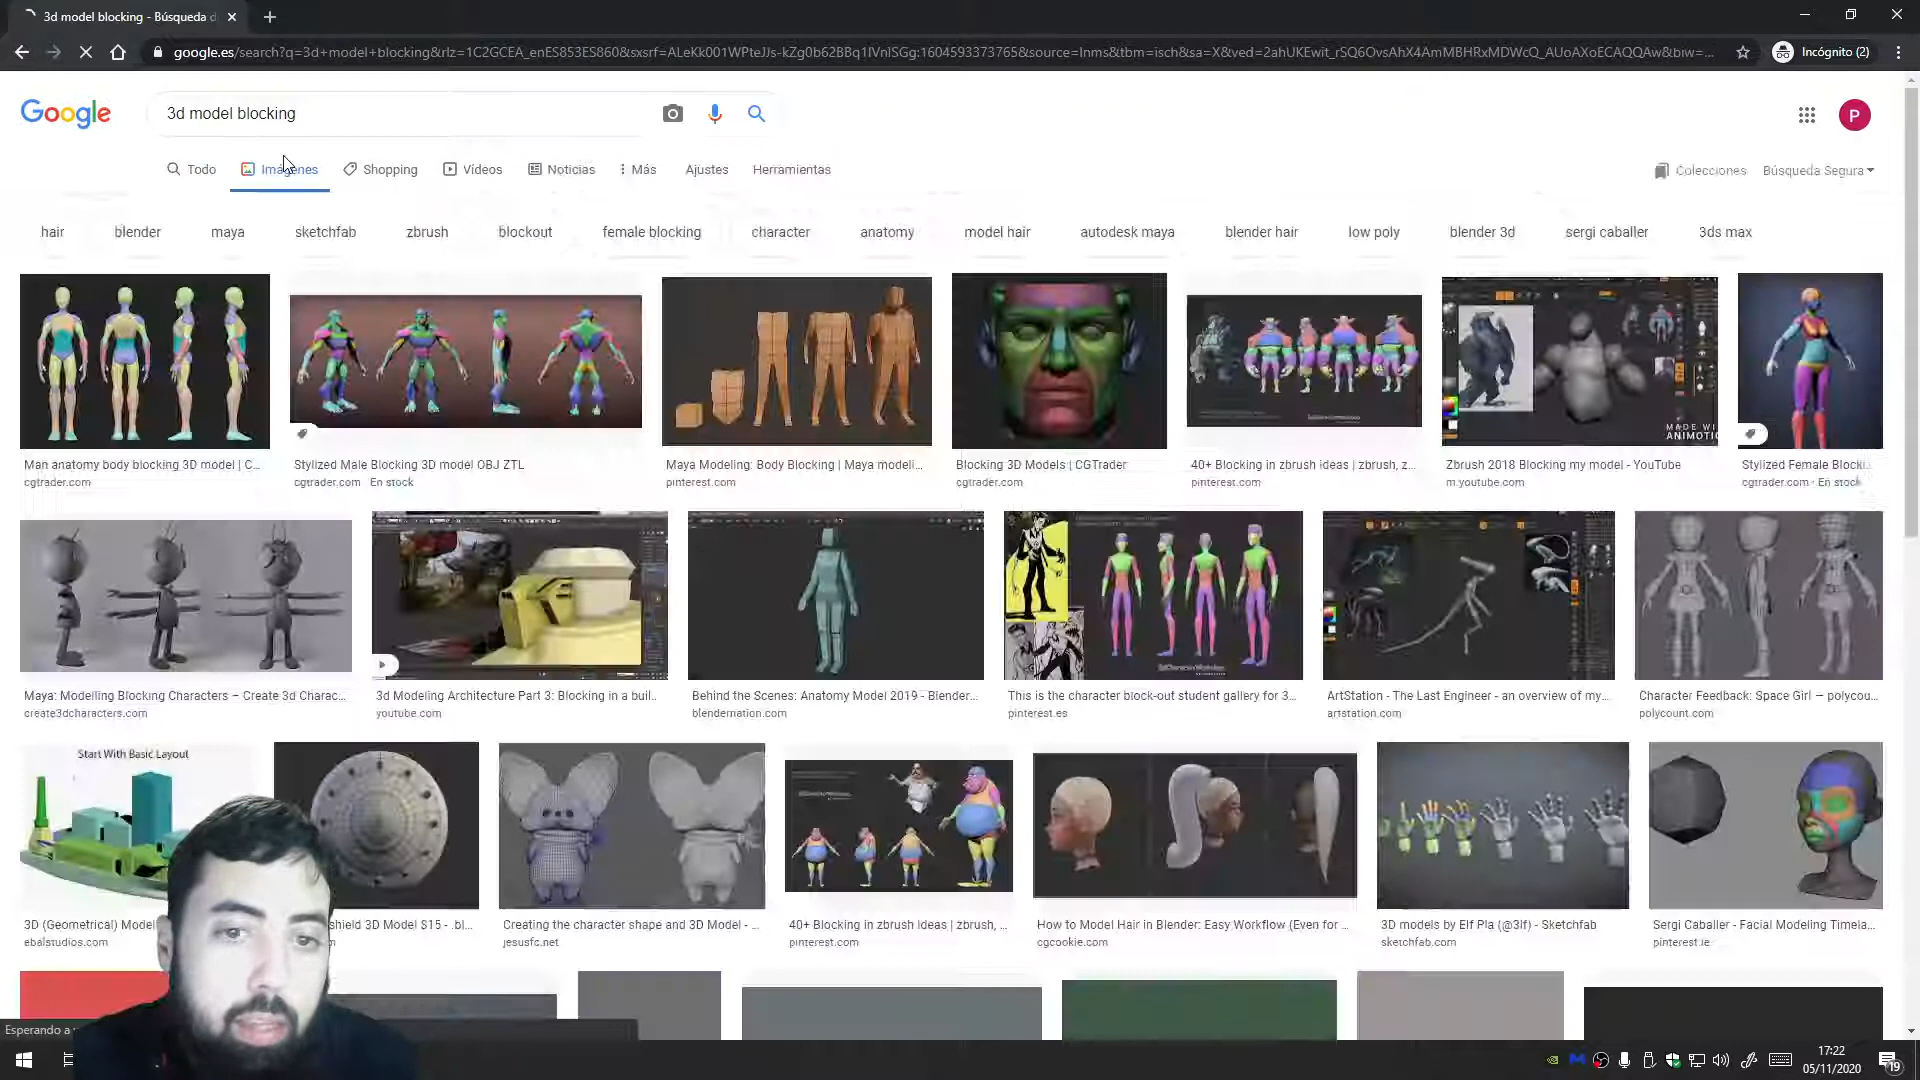 3d model blocking - Búsqueda d
google.es/search?q=3d+model+blocking&rlz=1C2GCEA_enES853ES860&sxsrf=ALeKk001WPteJJs-kZg0b62BBq1IVnISGg:1604593373765&source=lnms&tbm=isch&sa=X&ved=2ahUKEwit_rSQ6OvsAhX4AmMBHRxMDWcQ_AUoAXoECAQQAw&biw=...
Incógnito (2)
Google
3d model blocking
P
Todo
Imágenes
Shopping
Vídeos
Noticias
Más
Ajustes
Herramientas
Colecciones
Búsqueda Segura
hair
blender
maya
sketchfab
zbrush
blockout
female blocking
character
anatomy
model hair
autodesk maya
blender hair
low poly
blender 3d
sergi caballer
3ds max
MADE WI
ANIMOTI
Man anatomy body blocking 3D model | C...
cgtrader.com
Stylized Male Blocking 3D model OBJ ZTL
cgtrader.com En stock
Maya Modeling: Body Blocking | Maya modeli...
pinterest.com
Blocking 3D Models | CGTrader
cgtrader.com
40+ Blocking in zbrush ideas | zbrush, z...
pinterest.com
Zbrush 2018 Blocking my model - YouTube
m.youtube.com
Stylized Female Blocki
cgtrader.com · En stock
Maya: Modelling Blocking Characters – Create 3d Charac...
create3dcharacters.com
3d Modeling Architecture Part 3: Blocking in a buil...
youtube.com
Behind the Scenes: Anatomy Model 2019 - Blender...
blendernation.com
This is the character block-out student gallery for 3...
pinterest.es
ArtStation - The Last Engineer - an overview of my...
artstation.com
Character Feedback: Space Girl — polycou...
polycount.com
Start With Basic Layout
3D (Geometrical) Model
ebalstudios.com
shield 3D Model $15 - .bl...
Creating the character shape and 3D Model - ...
jesusfc.net
40+ Blocking in zbrush ideas | zbrush, ...
pinterest.com
How to Model Hair in Blender: Easy Workflow (Even for ...
cgcookie.com
3D models by Elf Pla (@3lf) - Sketchfab
sketchfab.com
Sergi Caballer - Facial Modeling Timela...
pinterest.ie
Esperando a
17:22
05/11/2020
19